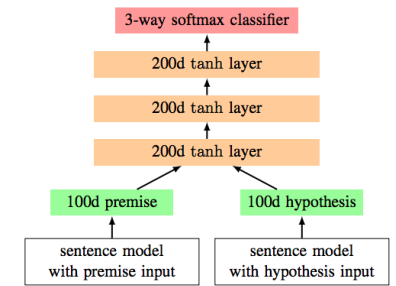 3-way softmax classifier
200d tanh layer
200d tanh layer
200d tanh layer
100d premise
100d hypothesis
sentence model
with premise input
sentence model
with hypothesis input